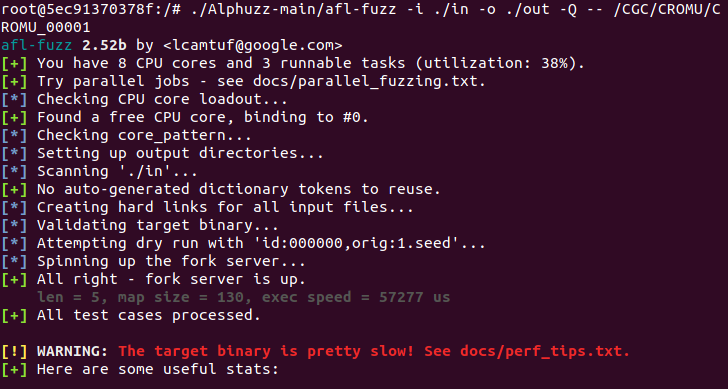 root@5ec91370378f:/# ./Alphuzz-main/afl-fuzz -i ./in -o ./out -Q -- /CGC/CROMU/C
ROMU_00001
afl-fuzz 2.52b by <lcamtuf@google.com>
[+] You have 8 CPU cores and 3 runnable tasks (utilization: 38%).
[+] Try parallel jobs - see docs/parallel_fuzzing.txt.
[*] Checking CPU core loadout...
[+] Found a free CPU core, binding to #0.
[*] Checking core_pattern...
[*] Setting up output directories...
[*] Scanning './in'...
[+] No auto-generated dictionary tokens to reuse.
[*] Creating hard links for all input files...
[*] Validating target binary...
[*] Attempting dry run with 'id:000000,orig:1.seed'...
[*] Spinning up the fork server...
[+] All right - fork server is up.
    len = 5, map size = 130, exec speed = 57277 us
[+] All test cases processed.
[!] WARNING: The target binary is pretty slow! See docs/perf_tips.txt.
[+] Here are some useful stats: